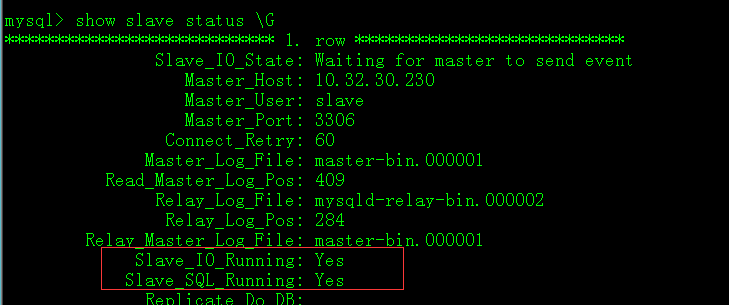 mysql> show slave status \G
*************************** 1. row ***************************
Slave_IO_State: Waiting for master to send event
Master_Host: 10.32.30.230
Master_User: slave
Master_Port: 3306
Connect_Retry: 60
Master_Log_File: master-bin.000001
Read_Master_Log_Pos: 409
Relay_Log_File: mysqld-relay-bin.000002
Relay_Log_Pos: 284
Relay_Master_Log_File: master-bin.000001
Slave_IO_Running: Yes
Slave_SQL_Running: Yes
Replicate_Do_DB: